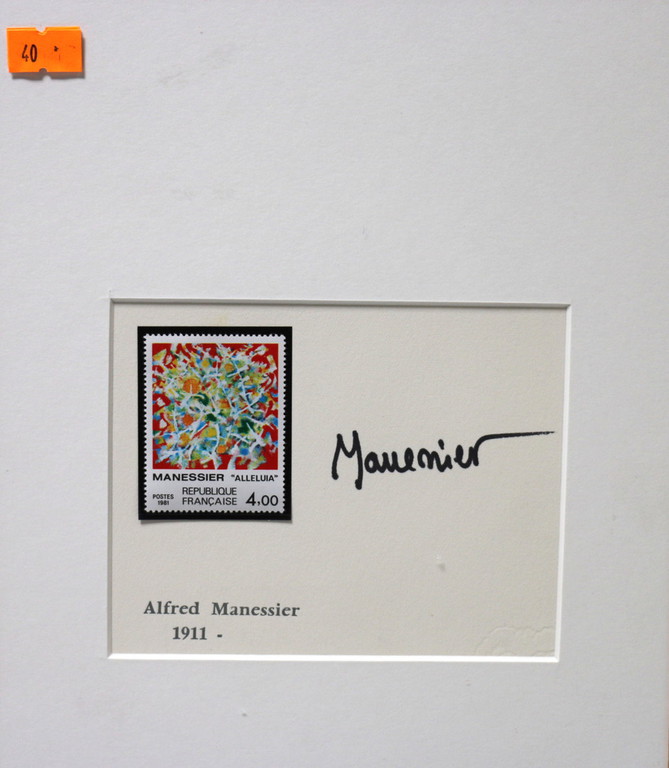 40
MANESSIER "ALLELUIA"
POSTES
1981
REPUBLIQUE
FRANÇAISE
4,00
Manessier
Alfred Manessier
1911 -